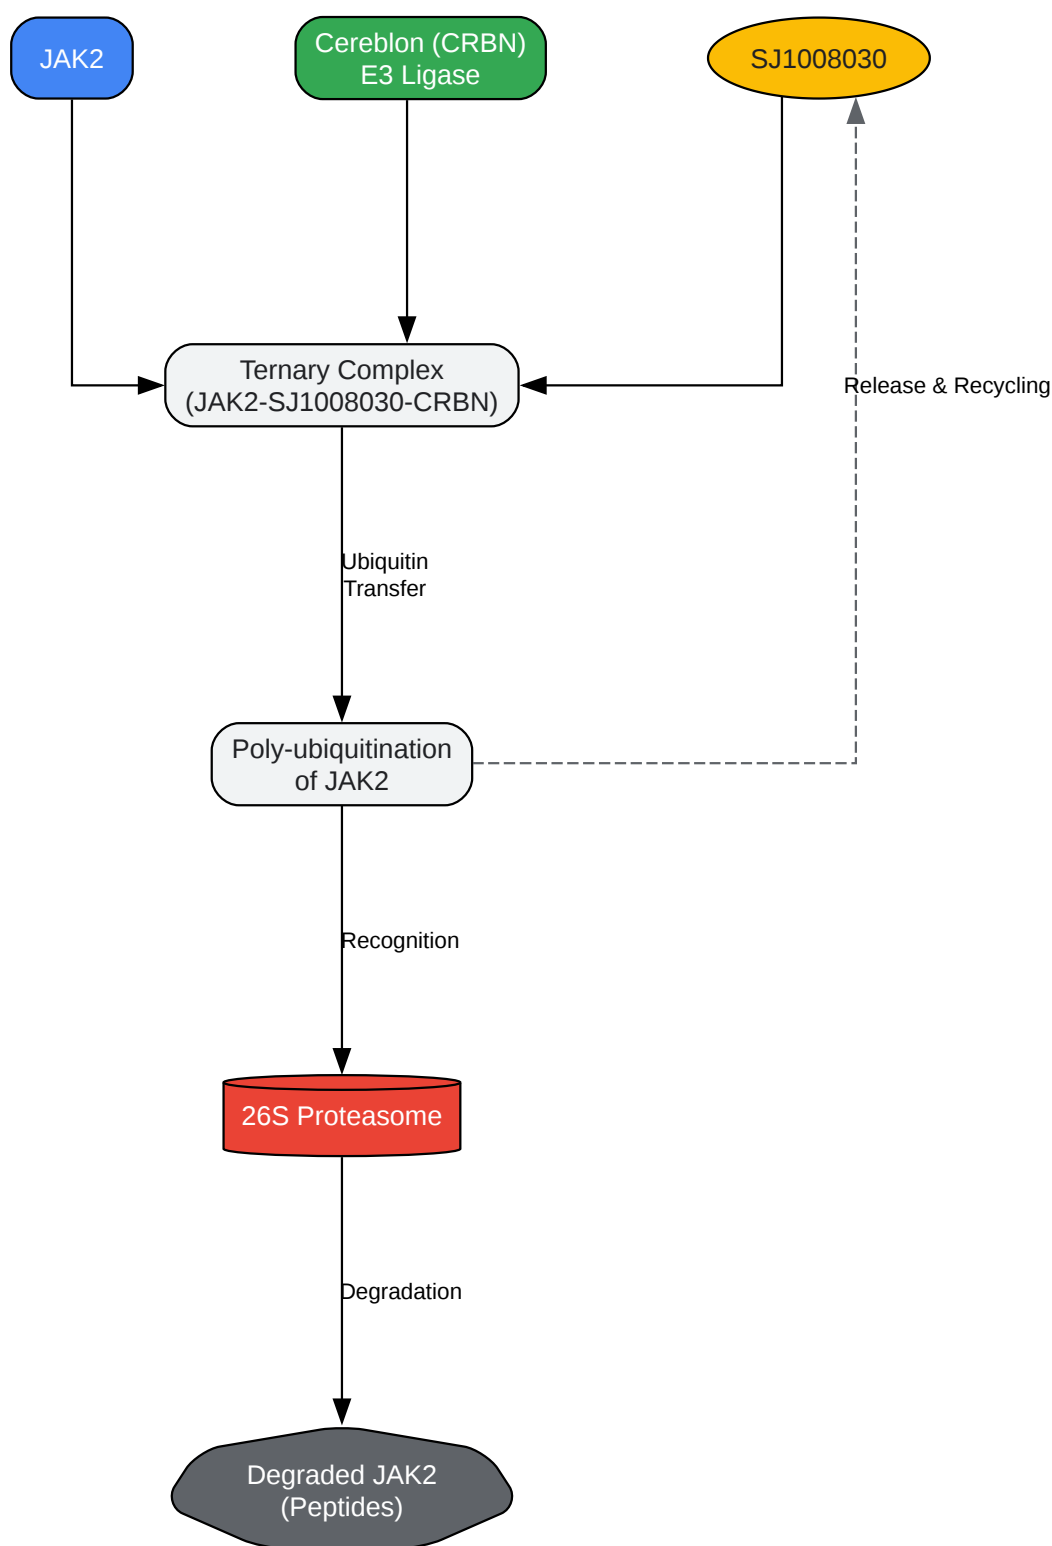 JAK2
Cereblon (CRBN)
E3 Ligase
SJ1008030
Ternary Complex
(JAK2-SJ1008030-CRBN)
Release & Recycling
Ubiquitin
Transfer
Poly-ubiquitination
of JAK2
Recognition
26S Proteasome
Degradation
Degraded JAK2
(Peptides)